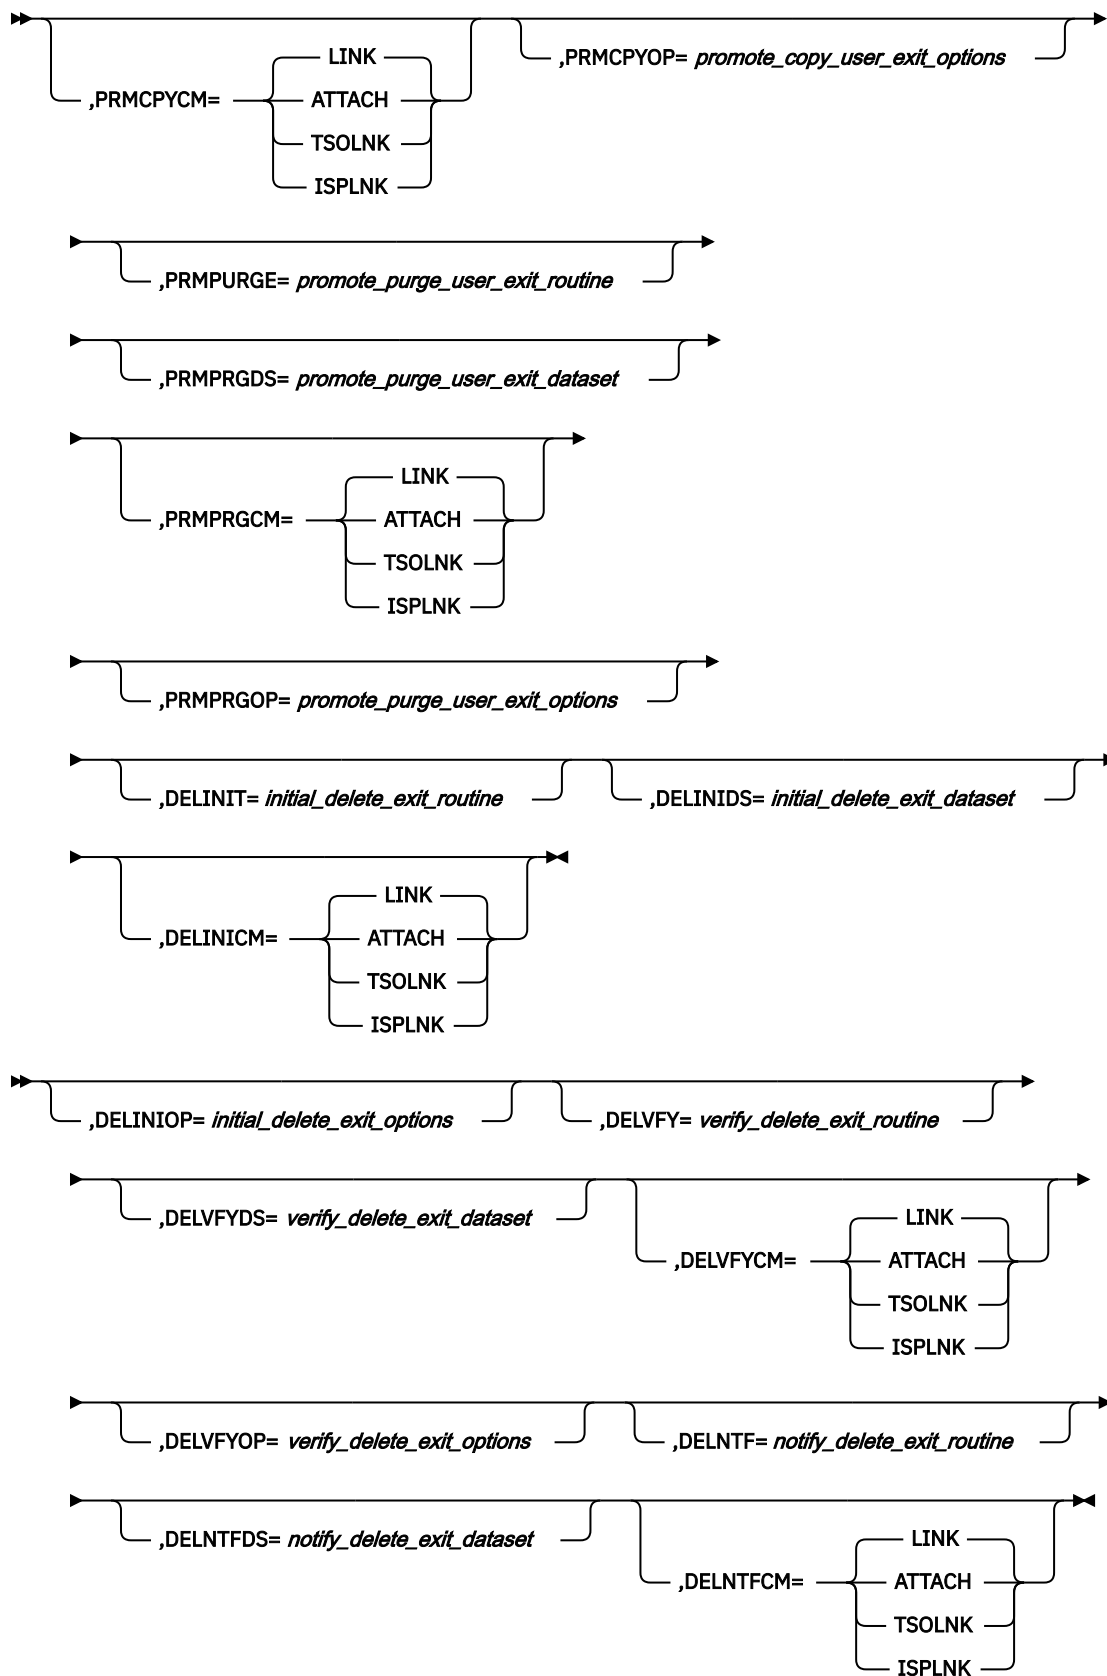 LINK
,PRMCPYOP= promote_copy_user_exit_options
,PRMCPYCM=
ATTACH
TSOLNK
ISPLNK
,PRMPURGE= promote_purge_user_exit_routine
,PRMPRGDS= promote_purge_user_exit_dataset
LINK
,PRMPRGCM=
ATTACH
TSOLNK
ISPLNK
,PRMPRGOP= promote_purge_user_exit_options
,DELINIT= initial_delete_exit_routine
,DELINIDS= initial_delete_exit_dataset
LINK
,DELINICM=
ATTACH
TSOLNK
ISPLNK
,DELINIOP= initial_delete_exit_options
,DELVFY= verify_delete_exit_routine
,DELVFYDS= verify_delete_exit_dataset
LINK
,DELVFYCM=
ATTACH
TSOLNK
ISPLNK
,DELVFYOP= verify_delete_exit_options
,DELNTF= notify_delete_exit_routine
,DELNTFDS= notify_delete_exit_dataset
LINK
,DELNTFCM=
ATTACH
TSOLNK
ISPLNK